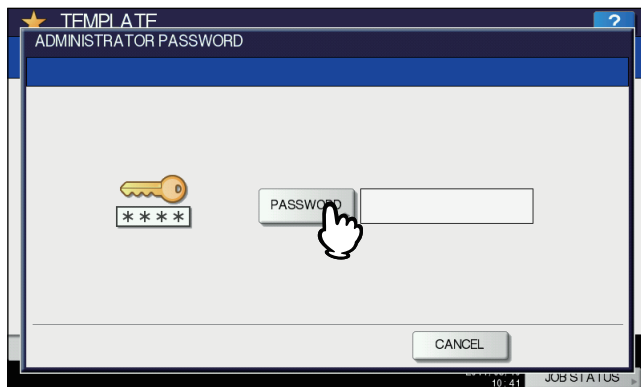 TEMPLATE ?
ADMINISTRATOR PASSWORD
PASSWORD
* * * *
CANCEL
10:41 JOB STATUS